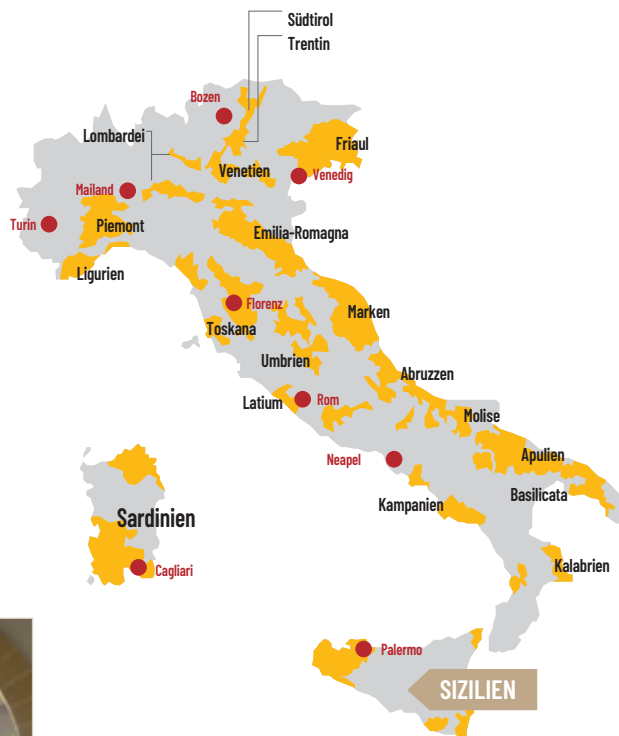 Südtirol
Trentin
Bozen
Lombardei
Friaul
Venetien
Venedig
Mailand
Turin
Piemont
Emilia-Romagna
Ligurien
Florenz
Marken
Toskana
Umbrien
Abruzzen
Latium
Rom
Molise
Neapel
Apulien
Basilicata
Kampanien
Sardinien
Kalabrien
Cagliari
Palermo
SIZILIEN